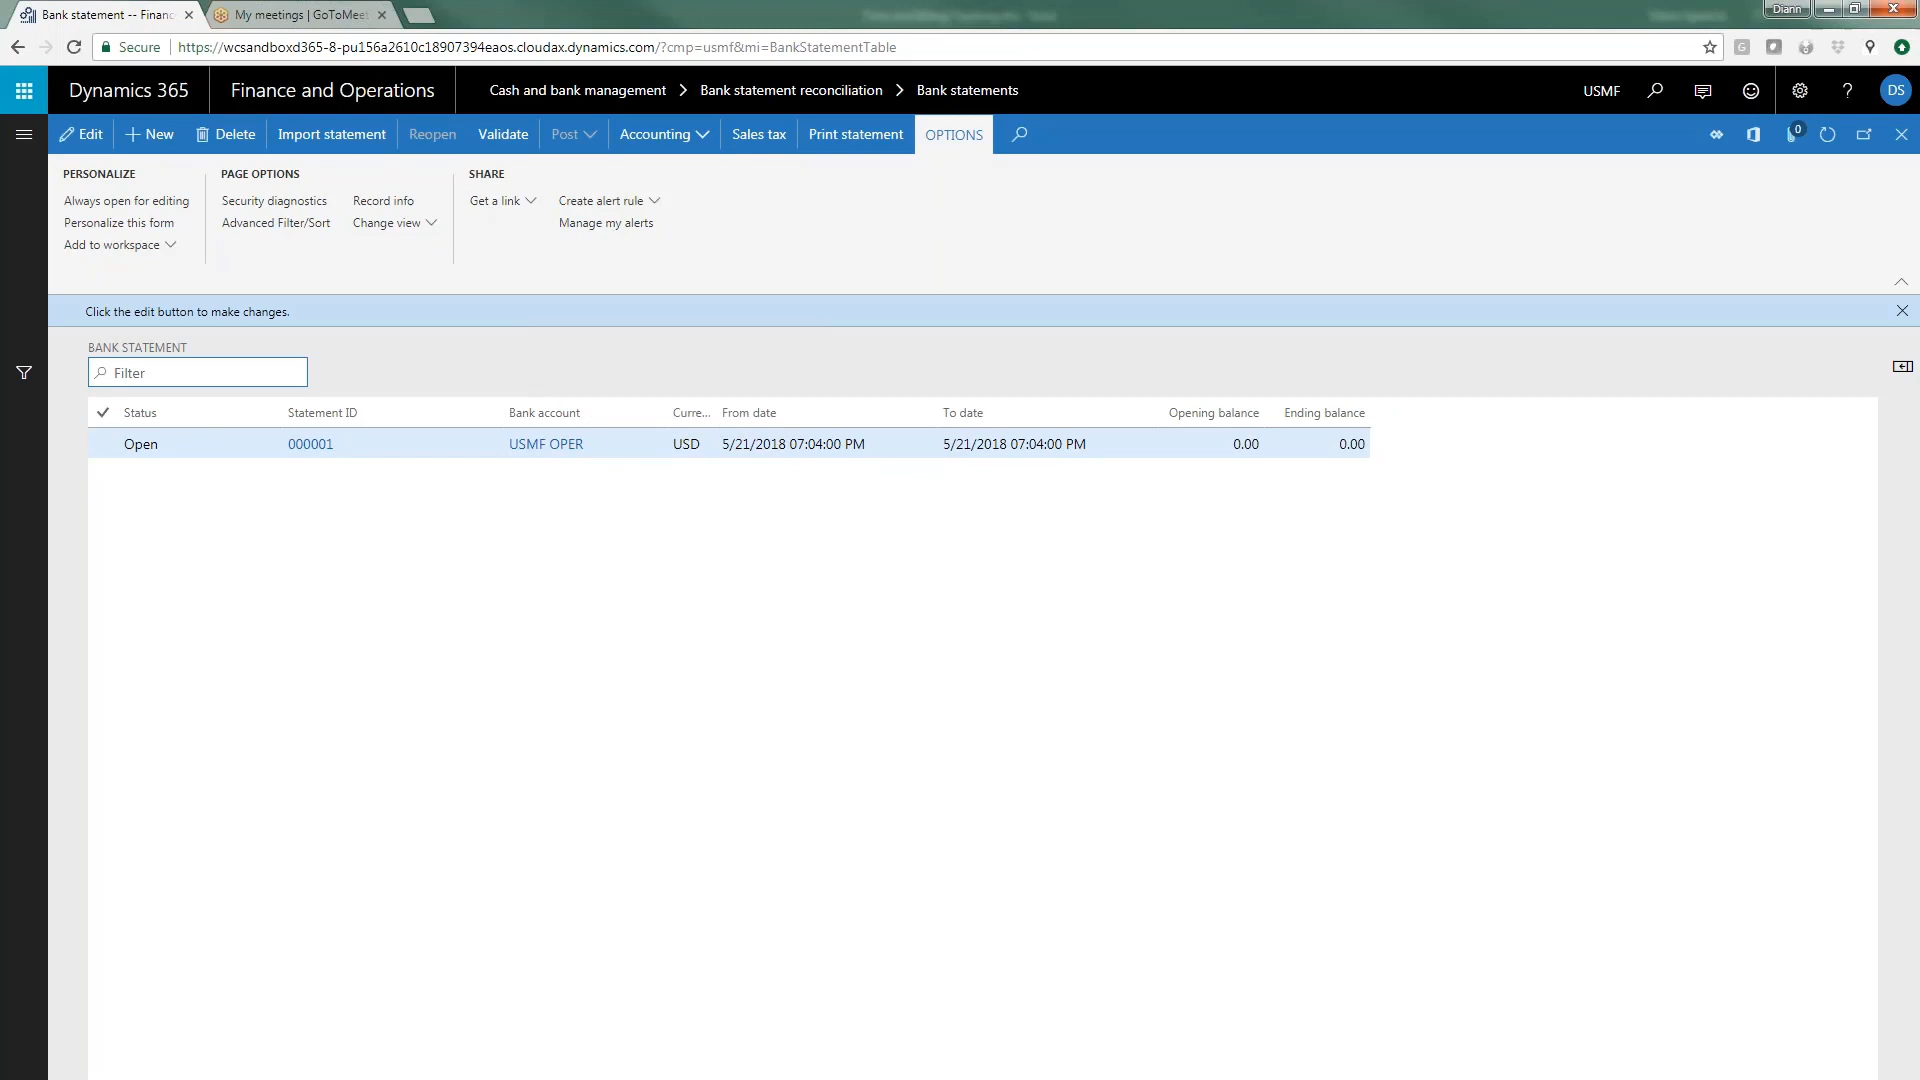 Bank statement -- Financ
My meetings | GoToMeet
Diann
Secure
https://wcsandboxd365-8-pu156a2610c18907394eaos.cloudax.dynamics.com/?cmp=usmf&mi=BankStatementTable
G
Dynamics 365
Finance and Operations
Cash and bank management > Bank statement reconciliation > Bank statements
USMF
?
DS
Edit
New
Delete
Import statement
Reopen
Validate
Post
Accounting
Sales tax
Print statement
OPTIONS
0
PERSONALIZE
Always open for editing
Personalize this form
Add to workspace
PAGE OPTIONS
Security diagnostics
Advanced Filter/Sort
Record info
Change view
SHARE
Get a link
Create alert rule
Manage my alerts
Click the edit button to make changes.
BANK STATEMENT
Filter
Status Statement ID Bank account Curre... From date To date Opening balance Ending balance
Open 000001 USMF OPER USD 5/21/2018 07:04:00 PM 5/21/2018 07:04:00 PM 0.00 0.00